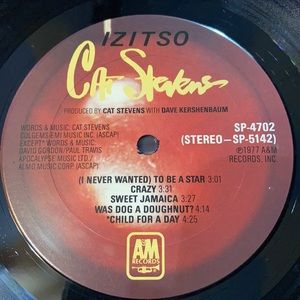 IZITSO
Cat Stevens
PRODUCED BY CAT STEVENS WITH DAVE KERSHENBAUM
WORDS & MUSIC: CAT STEVENS
COLGEMS-EMI MUSIC INC. (ASCAP)
EXCEPT* WORDS & MUSIC:
DAVID GORDON/PAUL TRAVIS
APOCALYPSE MUSIC LTD/
ALMO MUSIC CORP (ASCAP)
SP-4702
(STEREO-SP-5142)
℗1977 A&M
RECORDS, INC.
(I NEVER WANTED) TO BE A STAR 3:01
CRAZY 3:31
SWEET JAMAICA 3:27
WAS DOG A DOUGHNUT? 4:14
*CHILD FOR A DAY 4:25
A&M
RECORDS